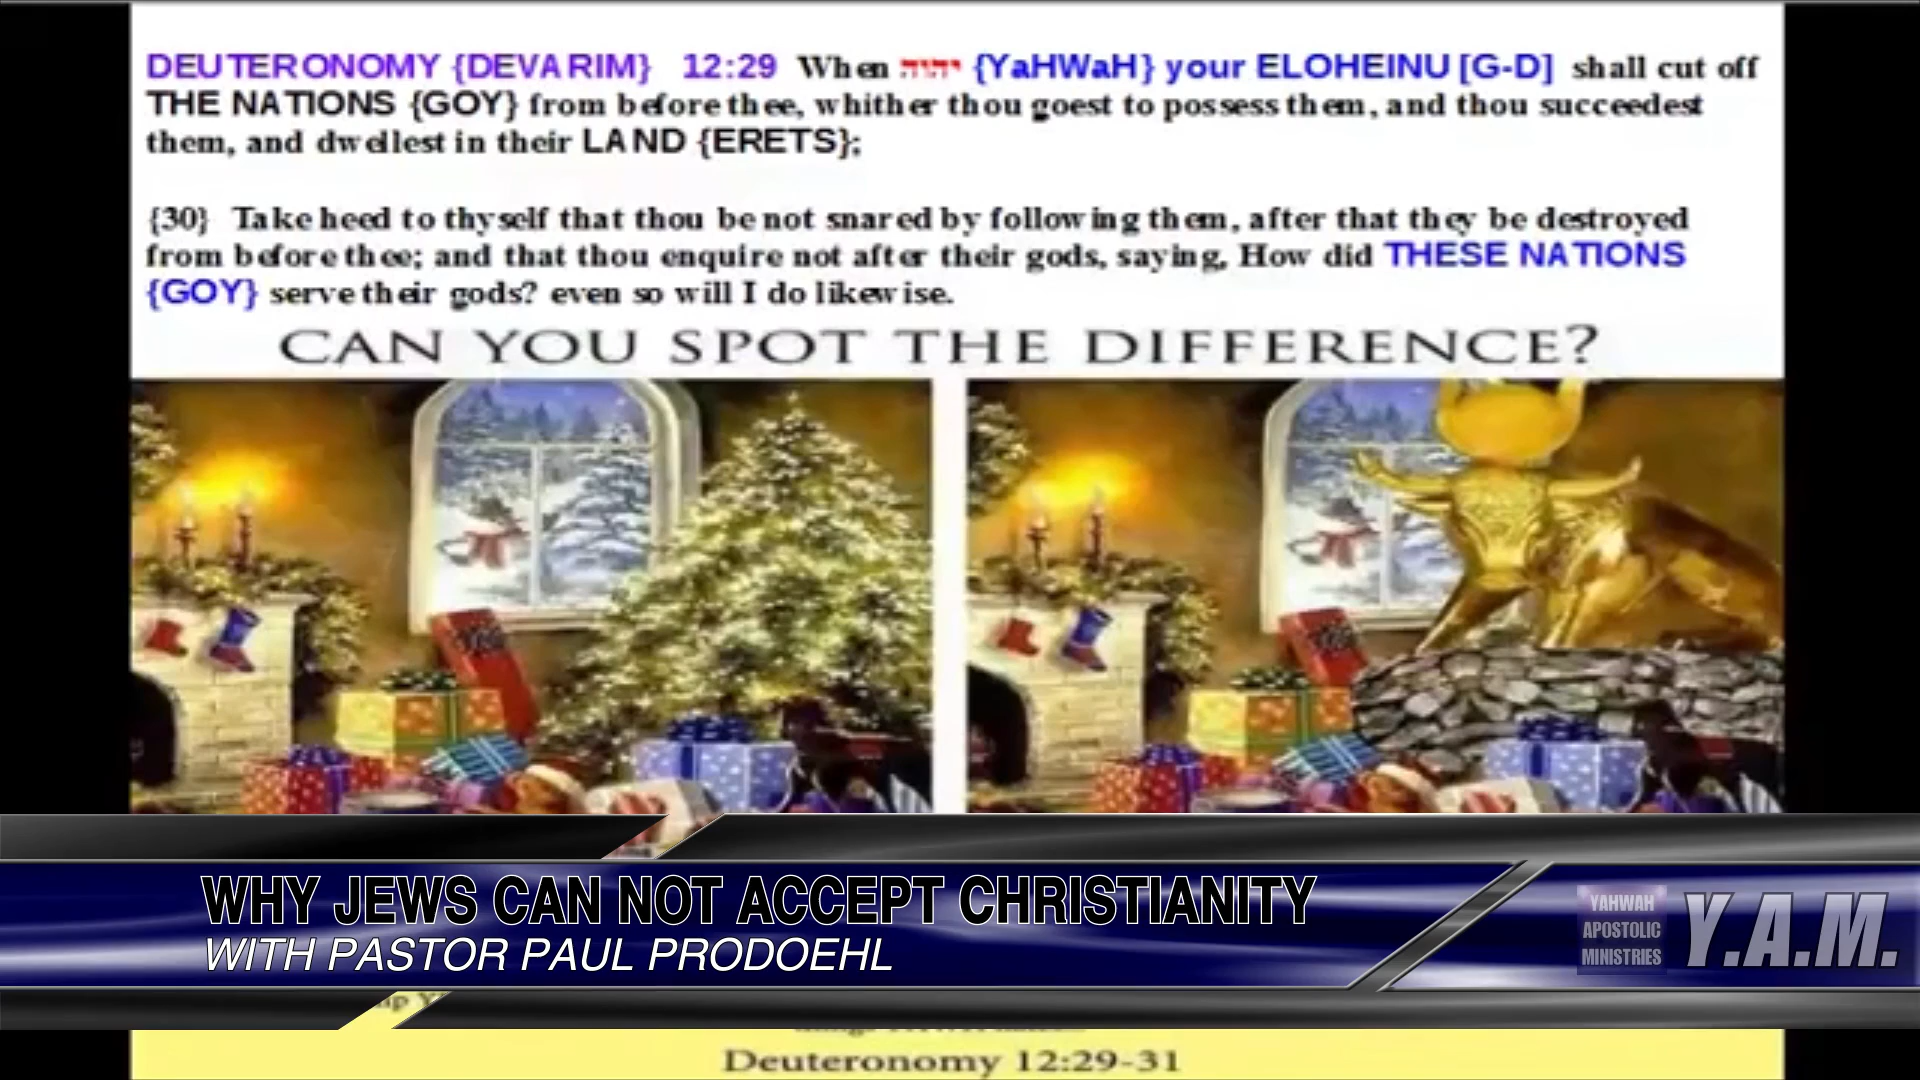 DEUTERONOMY {DEVARIM} 12:29 When יהוה {YaHWaH} your ELOHEINU [G-D] shall cut off
THE NATIONS {GOY} from before thee, whither thou goest to possess them, and thou succeedest
them, and dwellest in their LAND {ERETS};
{30} Take heed to thyself that thou be not snared by following them, after that they be destroyed
from before thee; and that thou enquire not after their gods, saying, How did THESE NATIONS
{GOY} serve their gods? even so will I do likewise.
CAN YOU SPOT THE DIFFERENCE?
WHY JEWS CAN NOT ACCEPT CHRISTIANITY
WITH PASTOR PAUL PRODOEHL
YAHWAH
APOSTOLIC
MINISTRIES
Y.A.M.
Deuteronomy 12:29-31